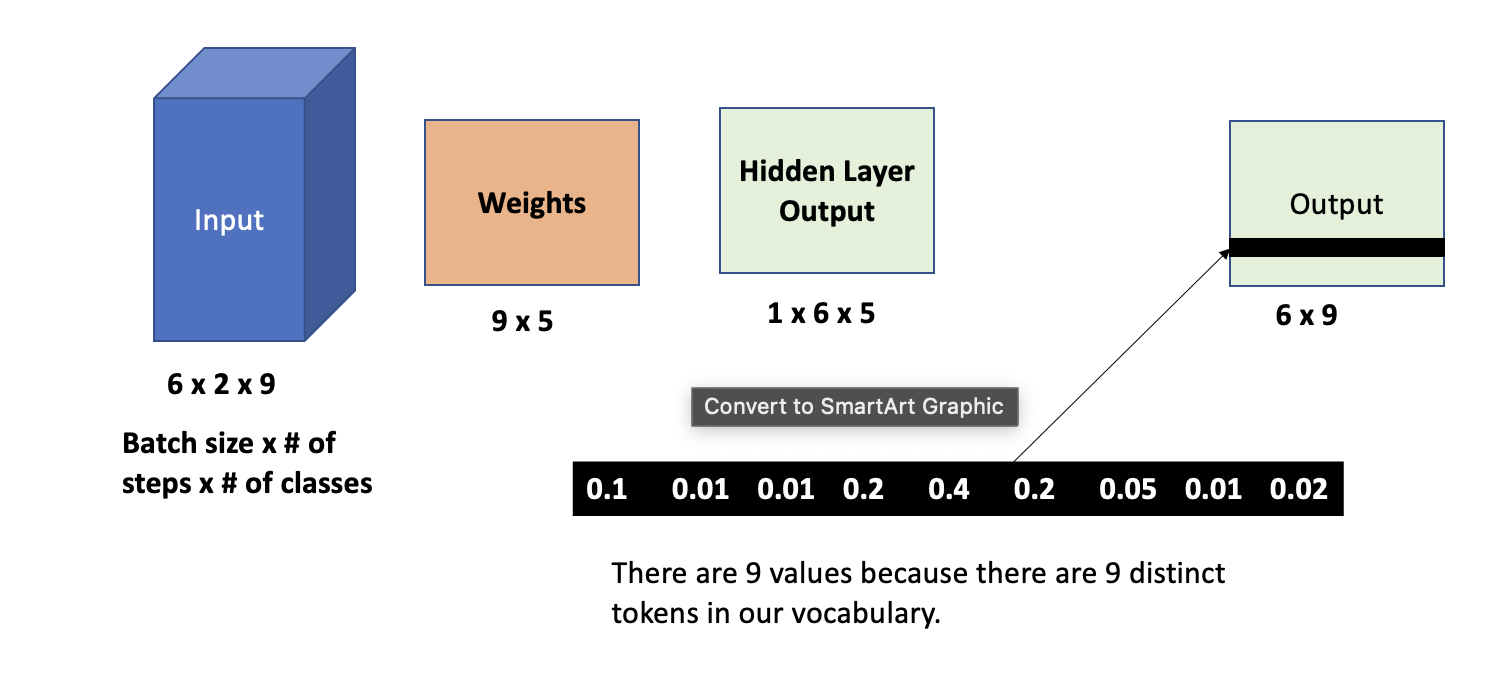 Input
6 x 2 x 9
Batch size x # of
steps x # of classes
Weights
9 x 5
Hidden Layer
Output
1 x 6 x 5
Output
6 x 9
Convert to SmartArt Graphic
0.1 0.01 0.01 0.2 0.4 0.2 0.05 0.01 0.02
There are 9 values because there are 9 distinct
tokens in our vocabulary.